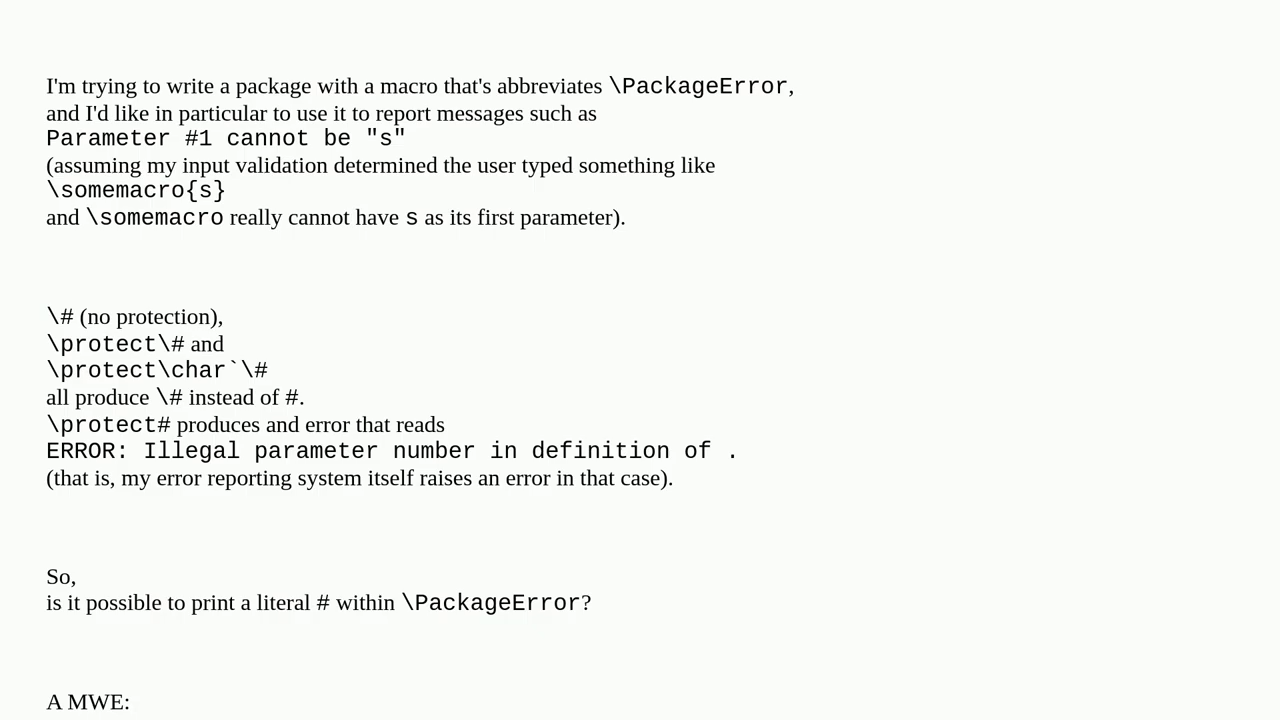 I'm trying to write a package with a macro that's abbreviates \PackageError,
and I'd like in particular to use it to report messages such as
Parameter #1 cannot be "s"
(assuming my input validation determined the user typed something like
\somemacro{s}
and \somemacro really cannot have s as its first parameter).
\# (no protection),
\protect\# and
\protect\char`\#
all produce \# instead of #.
\protect# produces and error that reads
ERROR: Illegal parameter number in definition of .
(that is, my error reporting system itself raises an error in that case).
So,
is it possible to print a literal # within \PackageError?
A MWE: